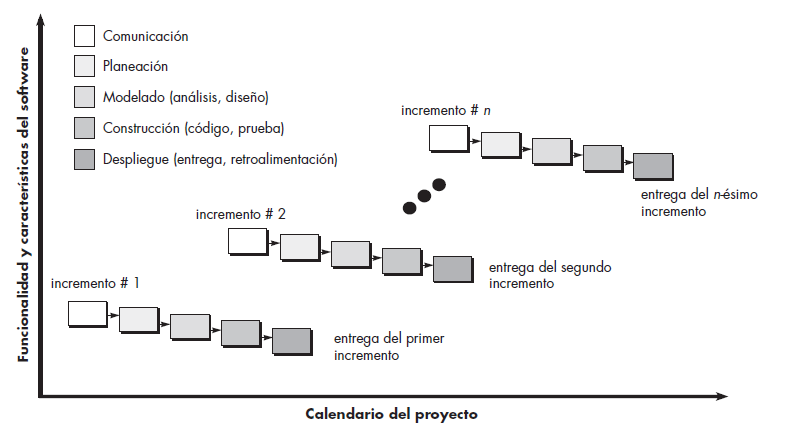 Funcionalidad y características del software
Comunicación
Planeación
Modelado (análisis, diseño)
Construcción (código, prueba)
Despliegue (entrega, retroalimentación)
incremento # n
entrega del n-ésimo
incremento
incremento # 2
entrega del segundo
incremento
incremento # 1
entrega del primer
incremento
Calendario del proyecto